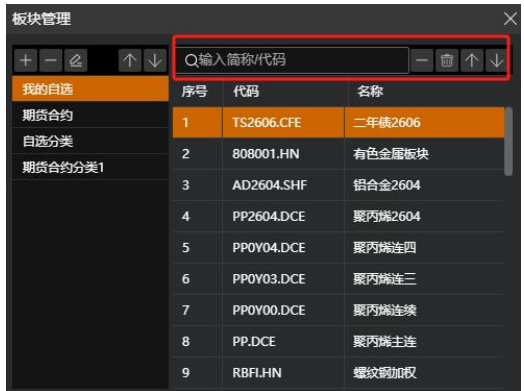 板块管理
输入简称/代码
我的自选
期货合约
自选分类
期货合约分类1
序号 代码 名称
1 TS2606.CFE 二年债2606
2 808001.HN 有色金属板块
3 AD2604.SHF 铝合金2604
4 PP2604.DCE 聚丙烯2604
5 PP0Y04.DCE 聚丙烯连四
6 PP0Y03.DCE 聚丙烯连三
7 PP0Y00.DCE 聚丙烯连续
8 PP.DCE 聚丙烯主连
9 RBFI.HN 螺纹钢加权